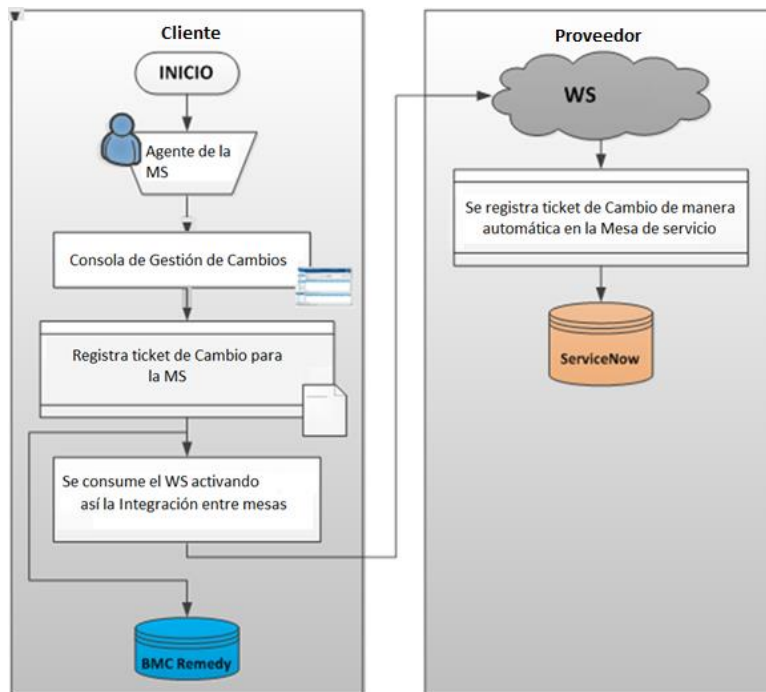 Cliente
INICIO
Agente de la
MS
Consola de Gestión de Cambios
Registra ticket de Cambio para
la MS
Se consume el WS activando
así la Integración entre mesas
BMC Remedy
Proveedor
WS
Se registra ticket de Cambio de manera
automática en la Mesa de servicio
ServiceNow